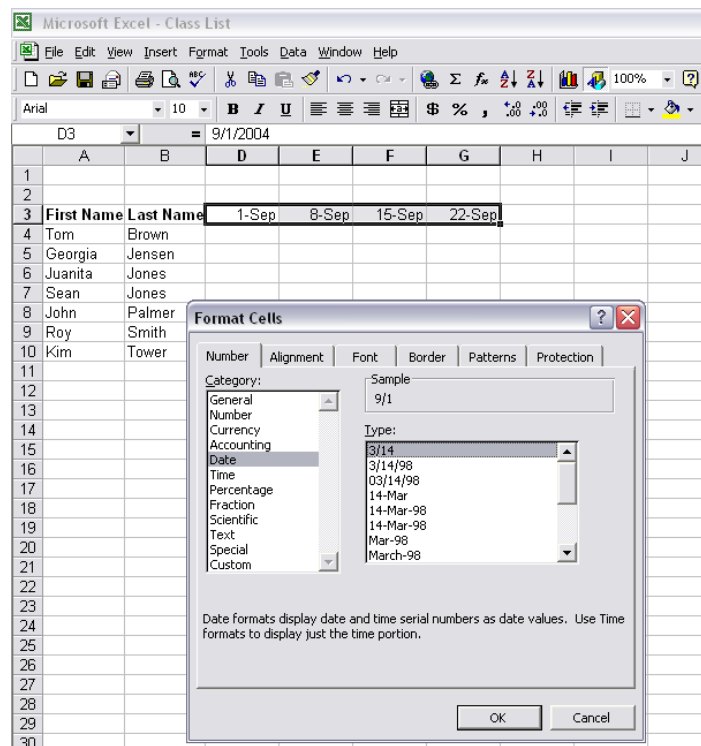 Microsoft Excel - Class List
File Edit View Insert Format Tools Data Window Help
100%
Arial 10 B I U $ % ,
D3 = 9/1/2004
A B D E F G H I J
1
2
3 First Name Last Name 1-Sep 8-Sep 15-Sep 22-Sep
4 Tom Brown
5 Georgia Jensen
6 Juanita Jones
7 Sean Jones
8 John Palmer
9 Roy Smith
10 Kim Tower
11
12
13
14
15
16
17
18
19
20
21
22
23
24
25
26
27
28
29
30
Format Cells
Number Alignment Font Border Patterns Protection
Category:
General
Number
Currency
Accounting
Date
Time
Percentage
Fraction
Scientific
Text
Special
Custom
Sample
9/1
Type:
3/14
3/14/98
03/14/98
14-Mar
14-Mar-98
14-Mar-98
Mar-98
March-98
Date formats display date and time serial numbers as date values. Use Time
formats to display just the time portion.
OK Cancel